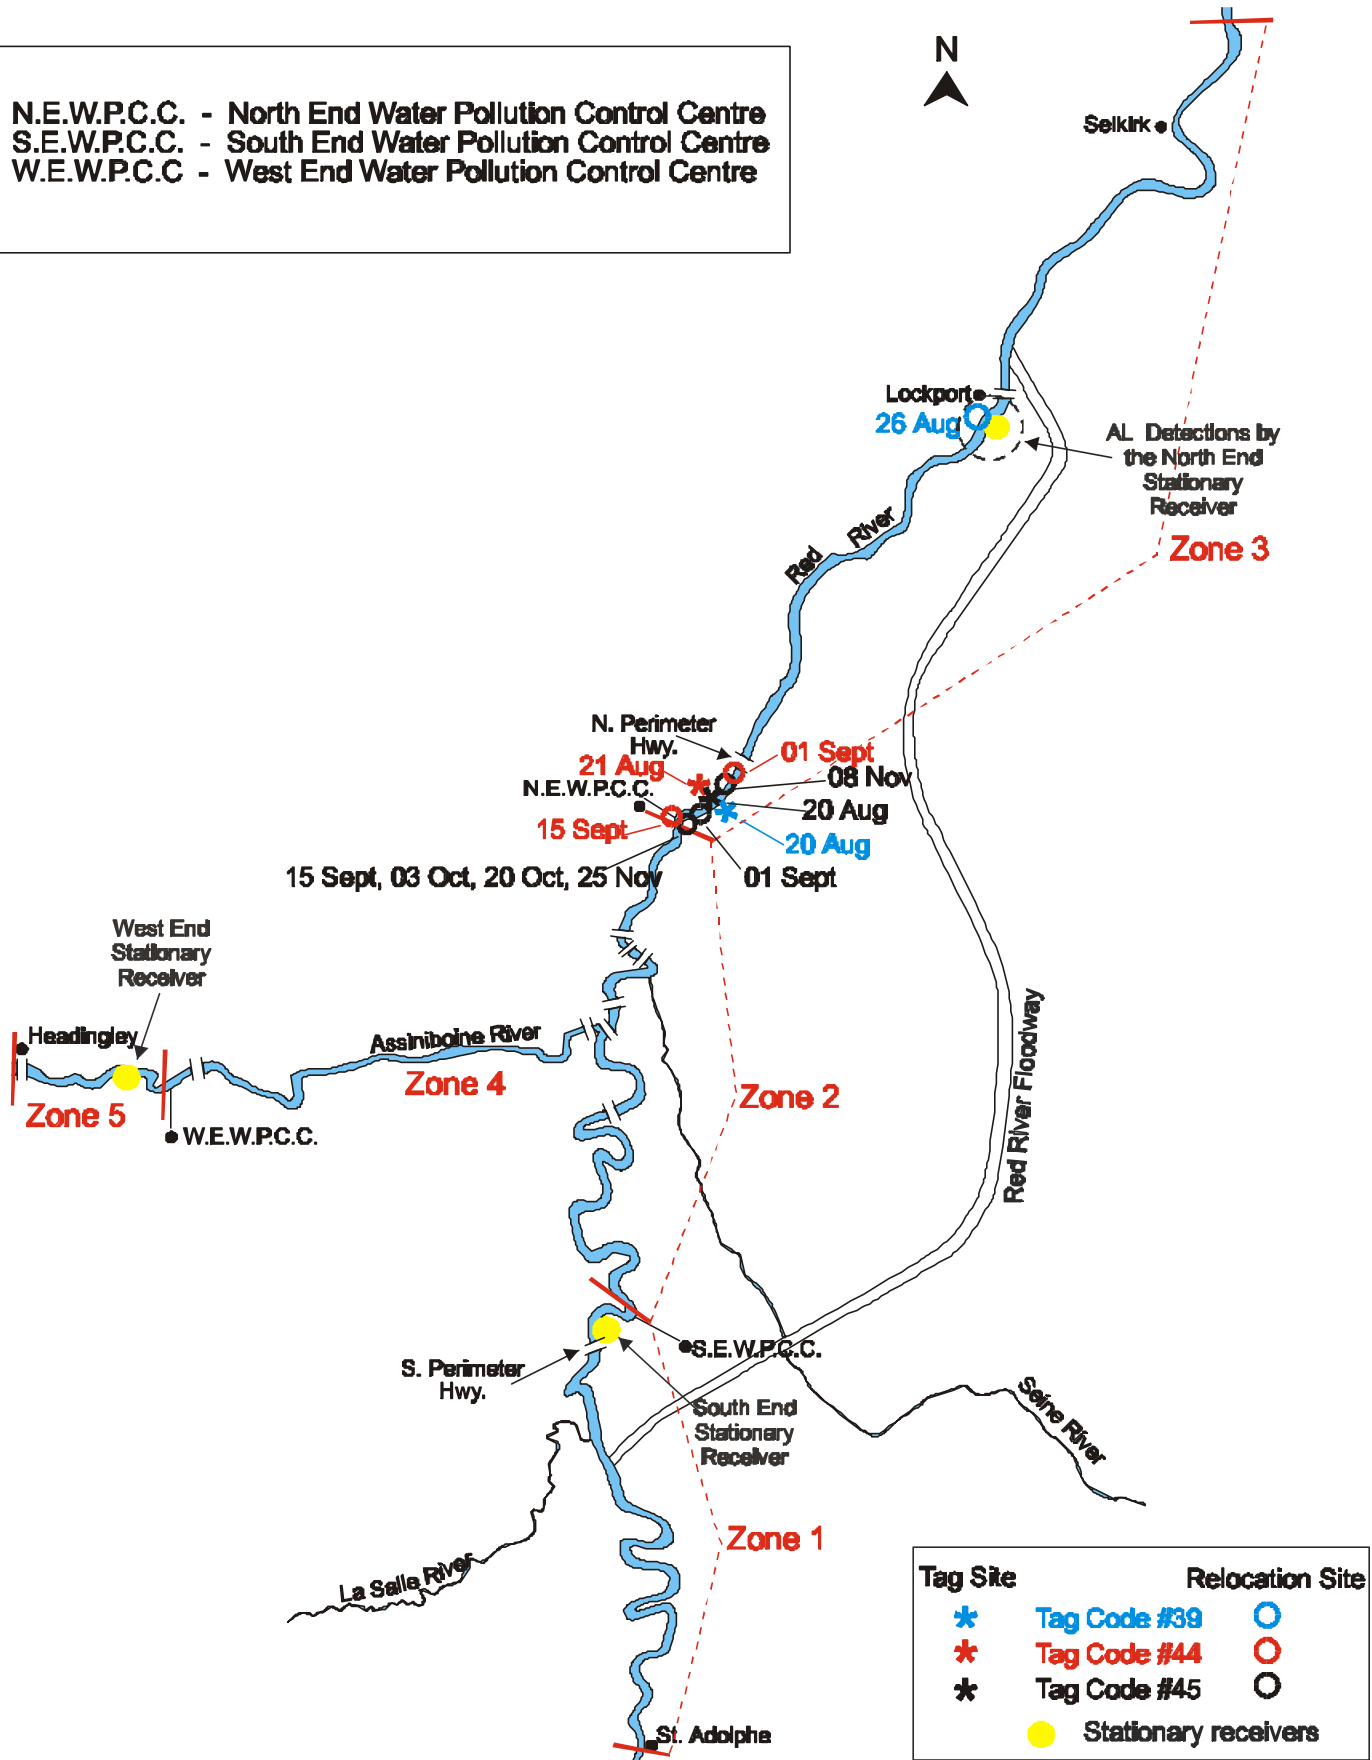 N
N.E.W.P.C.C. - North End Water Pollution Control Centre
S.E.W.P.C.C. - South End Water Pollution Control Centre
W.E.W.P.C.C - West End Water Pollution Control Centre
Selkirk
Lockport
26 Aug
AL Detections by
the North End
Stationary
Receiver
Zone 3
Red River
N. Perimeter
Hwy.
01 Sept
21 Aug
08 Nov
N.E.W.P.C.C.
20 Aug
15 Sept
20 Aug
15 Sept, 03 Oct, 20 Oct, 25 Nov
01 Sept
West End
Stationary
Receiver
Headingley
Assiniboine River
Zone 4
Zone 5
W.E.W.P.C.C.
Zone 2
Red River Floodway
S.E.W.P.C.C.
S. Perimeter
Hwy.
South End
Stationary
Receiver
Seine River
Zone 1
La Salle River
St. Adolphe
Tag Site Relocation Site
Tag Code #39
Tag Code #44
Tag Code #45
Stationary receivers